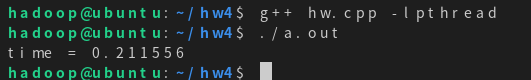 hadoop@ubuntu:~/hw4$ g++ hw.cpp -lpthread
hadoop@ubuntu:~/hw4$ ./a.out
time = 0.211556
hadoop@ubuntu:~/hw4$